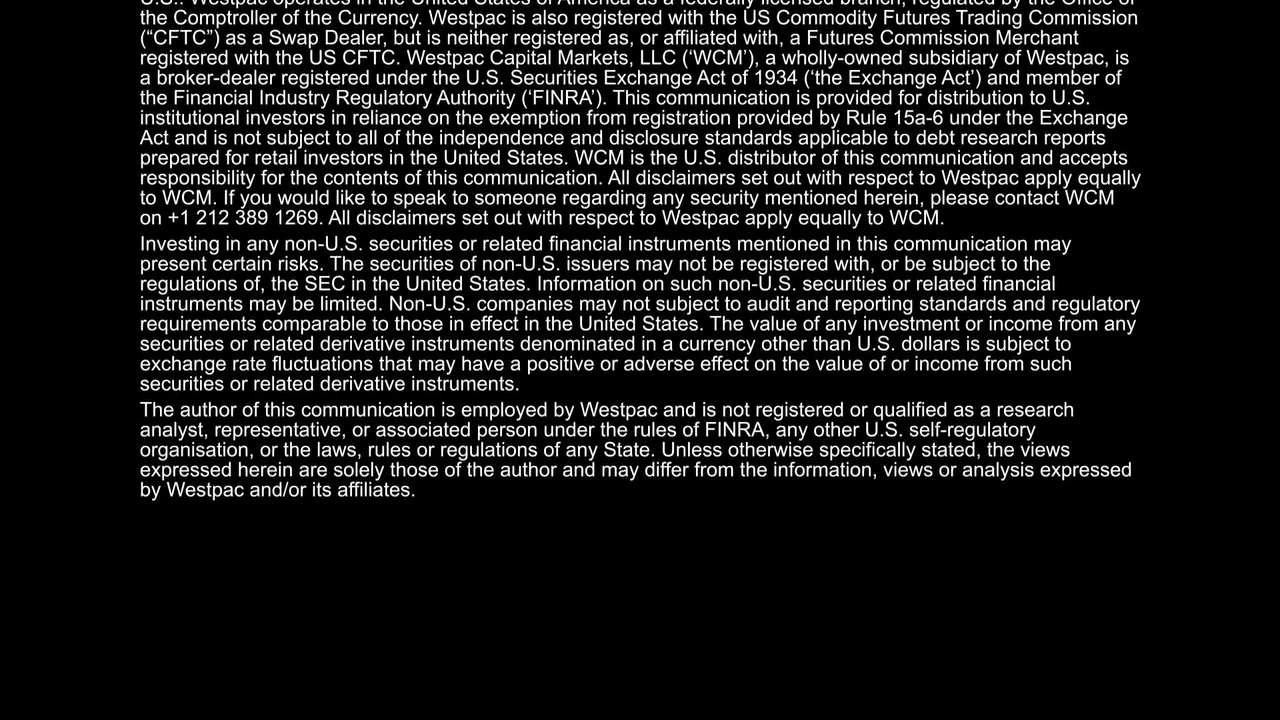 U.S.: Westpac operates in the United States of America as a federally licensed branch, regulated by the Office of
the Comptroller of the Currency. Westpac is also registered with the US Commodity Futures Trading Commission
(“CFTC”) as a Swap Dealer, but is neither registered as, or affiliated with, a Futures Commission Merchant
registered with the US CFTC. Westpac Capital Markets, LLC (‘WCM’), a wholly-owned subsidiary of Westpac, is
a broker-dealer registered under the U.S. Securities Exchange Act of 1934 (‘the Exchange Act’) and member of
the Financial Industry Regulatory Authority (‘FINRA’). This communication is provided for distribution to U.S.
institutional investors in reliance on the exemption from registration provided by Rule 15a-6 under the Exchange
Act and is not subject to all of the independence and disclosure standards applicable to debt research reports
prepared for retail investors in the United States. WCM is the U.S. distributor of this communication and accepts
responsibility for the contents of this communication. All disclaimers set out with respect to Westpac apply equally
to WCM. If you would like to speak to someone regarding any security mentioned herein, please contact WCM
on +1 212 389 1269. All disclaimers set out with respect to Westpac apply equally to WCM.
Investing in any non-U.S. securities or related financial instruments mentioned in this communication may
present certain risks. The securities of non-U.S. issuers may not be registered with, or be subject to the
regulations of, the SEC in the United States. Information on such non-U.S. securities or related financial
instruments may be limited. Non-U.S. companies may not subject to audit and reporting standards and regulatory
requirements comparable to those in effect in the United States. The value of any investment or income from any
securities or related derivative instruments denominated in a currency other than U.S. dollars is subject to
exchange rate fluctuations that may have a positive or adverse effect on the value of or income from such
securities or related derivative instruments.
The author of this communication is employed by Westpac and is not registered or qualified as a research
analyst, representative, or associated person under the rules of FINRA, any other U.S. self-regulatory
organisation, or the laws, rules or regulations of any State. Unless otherwise specifically stated, the views
expressed herein are solely those of the author and may differ from the information, views or analysis expressed
by Westpac and/or its affiliates.